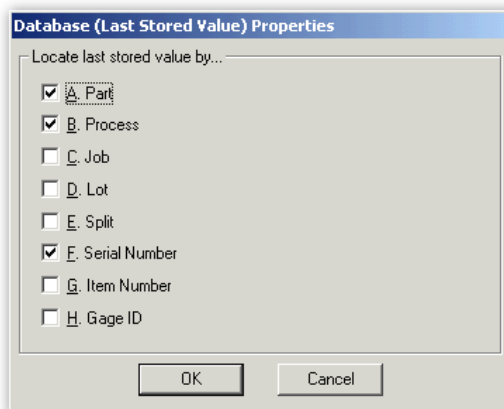 Database (Last Stored Value) Properties
Locate last stored value by...
A. Part
B. Process
C. Job
D. Lot
E. Split
F. Serial Number
G. Item Number
H. Gage ID
OK
Cancel